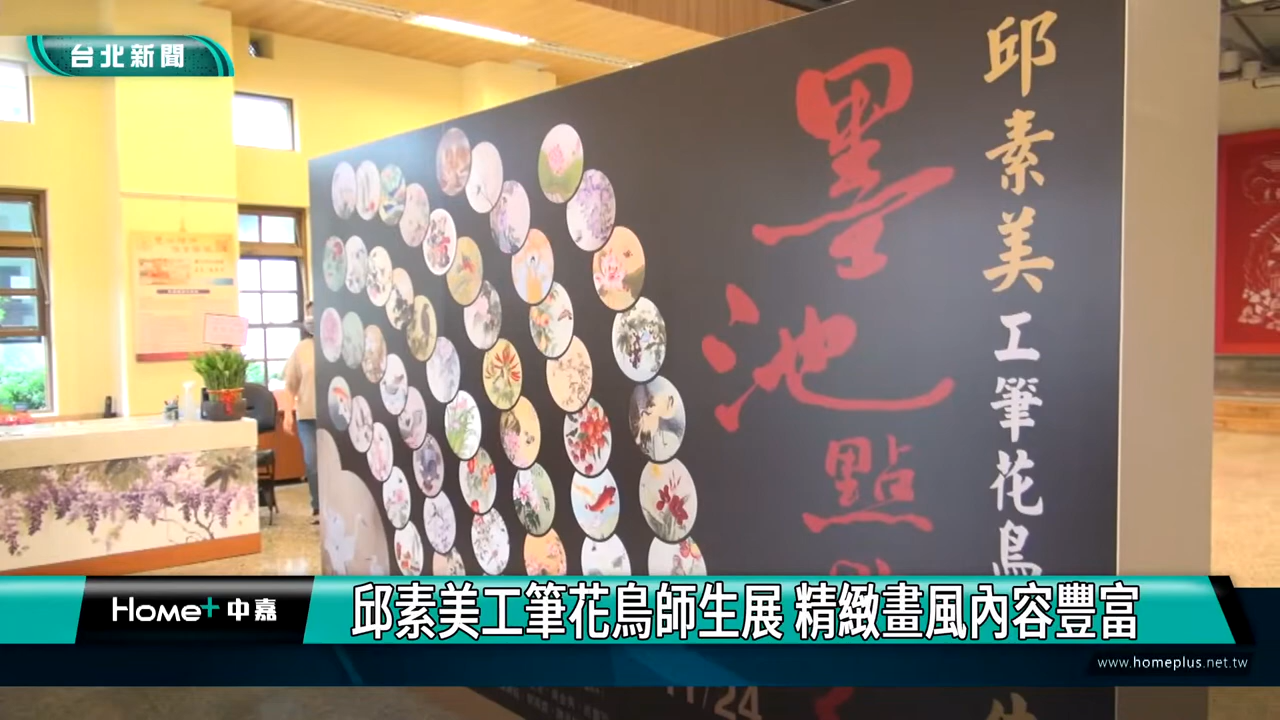 台北新聞
邱素美工筆花鳥
墨池點
11/24
Home+中嘉
邱素美工筆花鳥師生展 精緻畫風內容豐富
www.homeplus.net.tw